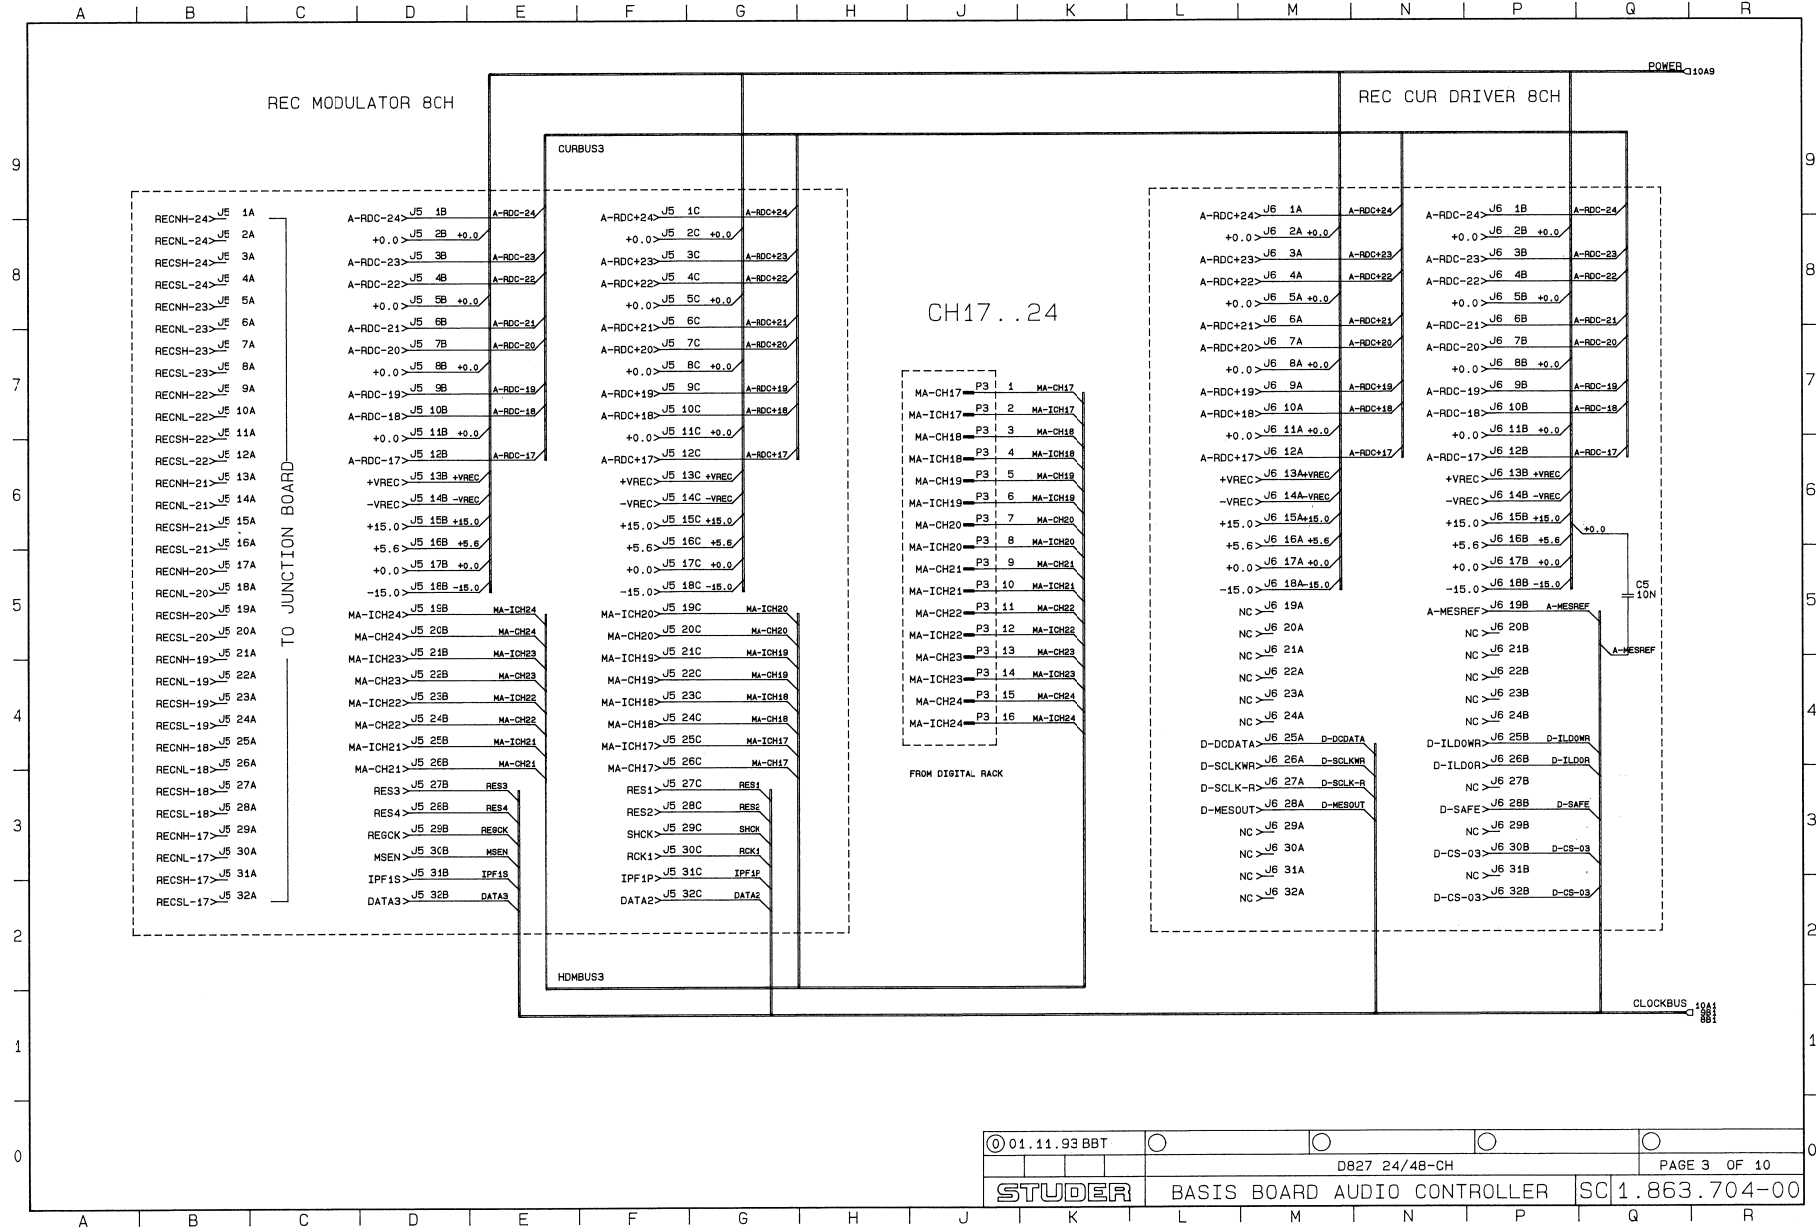 A B C D E F G H J K L M N P Q R
POWER 10A9
REC MODULATOR 8CH
REC CUR DRIVER 8CH
CURBUS3
9 9
RECNH-24 J5 1A A-RDC-24 J5 1B A-RDC-24 A-RDC+24 J5 1C A-RDC+24 A-RDC+24 J6 1A A-RDC+24 A-RDC-24 J6 1B A-RDC-24
RECNL-24 J5 2A +0.0 J5 2B +0.0 +0.0 J5 2C +0.0 +0.0 J6 2A +0.0 +0.0 J6 2B +0.0
RECSH-24 J5 3A A-RDC-23 J5 3B A-RDC-23 A-RDC+23 J5 3C A-RDC+23 A-RDC+23 J6 3A A-RDC+23 A-RDC-23 J6 3B A-RDC-23
8 8
RECSL-24 J5 4A A-RDC-22 J5 4B A-RDC-22 A-RDC+22 J5 4C A-RDC+22 A-RDC+22 J6 4A A-RDC+22 A-RDC-22 J6 4B A-RDC-22
RECNH-23 J5 5A +0.0 J5 5B +0.0 +0.0 J5 5C +0.0 +0.0 J6 5A +0.0 +0.0 J6 5B +0.0
CH17..24
RECNL-23 J5 6A A-RDC-21 J5 6B A-RDC-21 A-RDC+21 J5 6C A-RDC+21 A-RDC+21 J6 6A A-RDC+21 A-RDC-21 J6 6B A-RDC-21
RECSH-23 J5 7A A-RDC-20 J5 7B A-RDC-20 A-RDC+20 J5 7C A-RDC+20 A-RDC+20 J6 7A A-RDC+20 A-RDC-20 J6 7B A-RDC-20
RECSL-23 J5 8A +0.0 J5 8B +0.0 +0.0 J5 8C +0.0 +0.0 J6 8A +0.0 +0.0 J6 8B +0.0
7 7
RECNH-22 J5 9A A-RDC-19 J5 9B A-RDC-19 A-RDC+19 J5 9C A-RDC+19 MA-CH17 P3 1 MA-CH17 A-RDC+19 J6 9A A-RDC+19 A-RDC-19 J6 9B A-RDC-19
RECNL-22 J5 10A A-RDC-18 J5 10B A-RDC-18 A-RDC+18 J5 10C A-RDC+18 MA-ICH17 P3 2 MA-ICH17 A-RDC+18 J6 10A A-RDC+18 A-RDC-18 J6 10B A-RDC-18
RECSH-22 J5 11A +0.0 J5 11B +0.0 +0.0 J5 11C +0.0 MA-CH18 P3 3 MA-CH18 +0.0 J6 11A +0.0 +0.0 J6 11B +0.0
RECSL-22 J5 12A A-RDC-17 J5 12B A-RDC-17 A-RDC+17 J5 12C A-RDC+17 MA-ICH18 P3 4 MA-ICH18 A-RDC+17 J6 12A A-RDC+17 A-RDC-17 J6 12B A-RDC-17
RECNH-21 J5 13A +VREC J5 13B +VREC +VREC J5 13C +VREC MA-CH19 P3 5 MA-CH19 +VREC J6 13A +VREC +VREC J6 13B +VREC
6 6
RECNL-21 J5 14A -VREC J5 14B -VREC -VREC J5 14C -VREC MA-ICH19 P3 6 MA-ICH19 -VREC J6 14A -VREC -VREC J6 14B -VREC
TO JUNCTION BOARD
RECSH-21 J5 15A +15.0 J5 15B +15.0 +15.0 J5 15C +15.0 MA-CH20 P3 7 MA-CH20 +15.0 J6 15A +15.0 +15.0 J6 15B +15.0 +0.0
RECSL-21 J5 16A +5.6 J5 16B +5.6 +5.6 J5 16C +5.6 MA-ICH20 P3 8 MA-ICH20 +5.6 J6 16A +5.6 +5.6 J6 16B +5.6
RECNH-20 J5 17A +0.0 J5 17B +0.0 +0.0 J5 17C +0.0 MA-CH21 P3 9 MA-CH21 +0.0 J6 17A +0.0 +0.0 J6 17B +0.0
RECNL-20 J5 18A -15.0 J5 18B -15.0 -15.0 J5 18C -15.0 MA-ICH21 P3 10 MA-ICH21 -15.0 J6 18A -15.0 -15.0 J6 18B -15.0 C5
10N
5 5
RECSH-20 J5 19A MA-ICH24 J5 19B MA-ICH24 MA-ICH20 J5 19C MA-ICH20 MA-CH22 P3 11 MA-CH22 NC J6 19A A-MESREF J6 19B A-MESREF
RECSL-20 J5 20A MA-CH24 J5 20B MA-CH24 MA-CH20 J5 20C MA-CH20 MA-ICH22 P3 12 MA-ICH22 NC J6 20A NC J6 20B
RECNH-19 J5 21A MA-ICH23 J5 21B MA-ICH23 MA-ICH19 J5 21C MA-ICH19 MA-CH23 P3 13 MA-CH23 NC J6 21A NC J6 21B A-MESREF
RECNL-19 J5 22A MA-CH23 J5 22B MA-CH23 MA-CH19 J5 22C MA-CH19 MA-ICH23 P3 14 MA-ICH23 NC J6 22A NC J6 22B
RECSH-19 J5 23A MA-ICH22 J5 23B MA-ICH22 MA-ICH18 J5 23C MA-ICH18 MA-CH24 P3 15 MA-CH24 NC J6 23A NC J6 23B
4 4
RECSL-19 J5 24A MA-CH22 J5 24B MA-CH22 MA-CH18 J5 24C MA-CH18 MA-ICH24 P3 16 MA-ICH24 NC J6 24A NC J6 24B
RECNH-18 J5 25A MA-ICH21 J5 25B MA-ICH21 MA-ICH17 J5 25C MA-ICH17 D-DCDATA J6 25A D-DCDATA D-ILDOWR J6 25B D-ILDOWR
RECNL-18 J5 26A MA-CH21 J5 26B MA-CH21 MA-CH17 J5 26C MA-CH17 D-SCLKWR J6 26A D-SCLKWR D-ILDOR J6 26B D-ILDOR
FROM DIGITAL RACK
RECSH-18 J5 27A RES3 J5 27B RES3 RES1 J5 27C RES1 D-SCLK-R J6 27A D-SCLK-R NC J6 27B
RECSL-18 J5 28A RES4 J5 28B RES4 RES2 J5 28C RES2 D-MESOUT J6 28A D-MESOUT D-SAFE J6 28B D-SAFE
3 3
RECNH-17 J5 29A REGCK J5 29B REGCK SHCK J5 29C SHCK NC J6 29A NC J6 29B
RECNL-17 J5 30A MSEN J5 30B MSEN RCK1 J5 30C RCK1 NC J6 30A D-CS-03 J6 30B D-CS-03
RECSH-17 J5 31A IPF1S J5 31B IPF1S IPF1P J5 31C IPF1P NC J6 31A NC J6 31B
RECSL-17 J5 32A DATA3 J5 32B DATA3 DATA2 J5 32C DATA2 NC J6 32A D-CS-03 J6 32B D-CS-03
2 2
HDMBUS3
CLOCKBUS 10A1
9B1
8B1
1 1
0 01.11.93 BBT
0 0
D827 24/48-CH PAGE 3 OF 10
STUDER BASIS BOARD AUDIO CONTROLLER SC 1.863.704-00
A B C D E F G H J K L M N P Q R